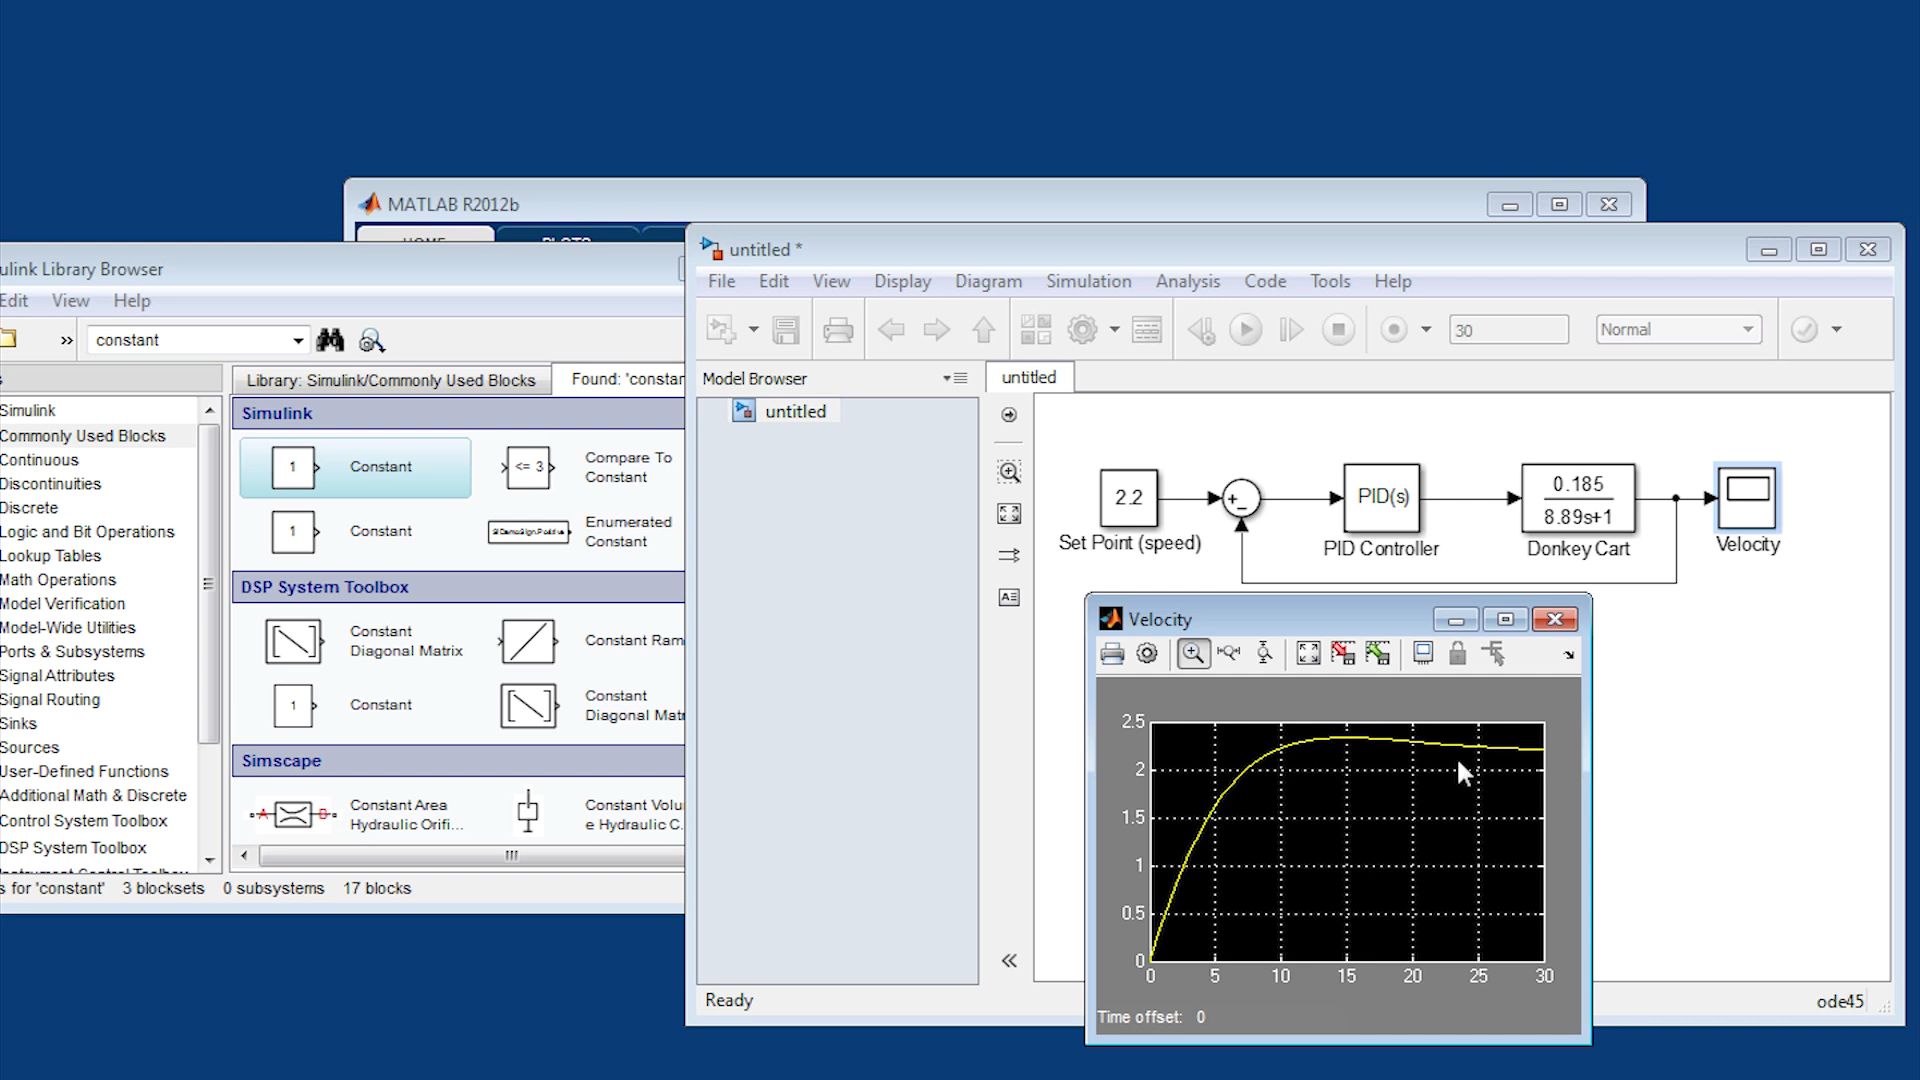 MATLAB R2012b
HOME
PLOTS
ulink Library Browser
Edit View Help
»
constant
Library: Simulink/Commonly Used Blocks
Found: 'constar
Simulink
Commonly Used Blocks
Continuous
Discontinuities
Discrete
Logic and Bit Operations
Lookup Tables
Math Operations
Model Verification
Model-Wide Utilities
Ports & Subsystems
Signal Attributes
Signal Routing
Sinks
Sources
User-Defined Functions
Additional Math & Discrete
Control System Toolbox
DSP System Toolbox
Instrument Control Toolbox
Simulink
1
Constant
<= 3
Compare To
Constant
1
Constant
Enumerated
Constant
DSP System Toolbox
Constant
Diagonal Matrix
Constant Ram
1
Constant
Constant
Diagonal Matr
Simscape
A
B
Constant Area
Hydraulic Orifi...
Constant Volu
e Hydraulic C...
s for 'constant' 3 blocksets 0 subsystems 17 blocks
untitled *
File Edit View Display Diagram Simulation Analysis Code Tools Help
30
Normal
Model Browser
untitled
untitled
2.2
Set Point (speed)
+
−
PID(s)
PID Controller
0.185
8.89s+1
Donkey Cart
Velocity
Velocity
2.5
2
1.5
1
0.5
0
0 5 10 15 20 25 30
Time offset: 0
Ready
ode45